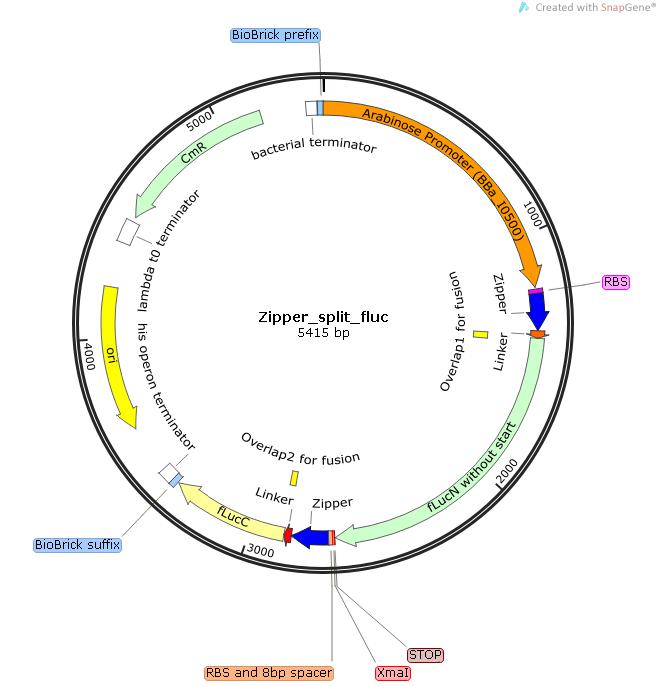 Created with SnapGene®
BioBrick prefix
Arabinose Promoter (BBa_I0500)
bacterial terminator
5000
CmR
1000
lambda t0 terminator
RBS
Zipper
Overlap1 for fusion
Linker
Zipper_split_fluc
5415 bp
4000
ori
his operon terminator
fLucN without start
2000
Overlap2 for fusion
Linker
Zipper
fLucC
3000
BioBrick suffix
STOP
RBS and 8bp spacer
XmaI